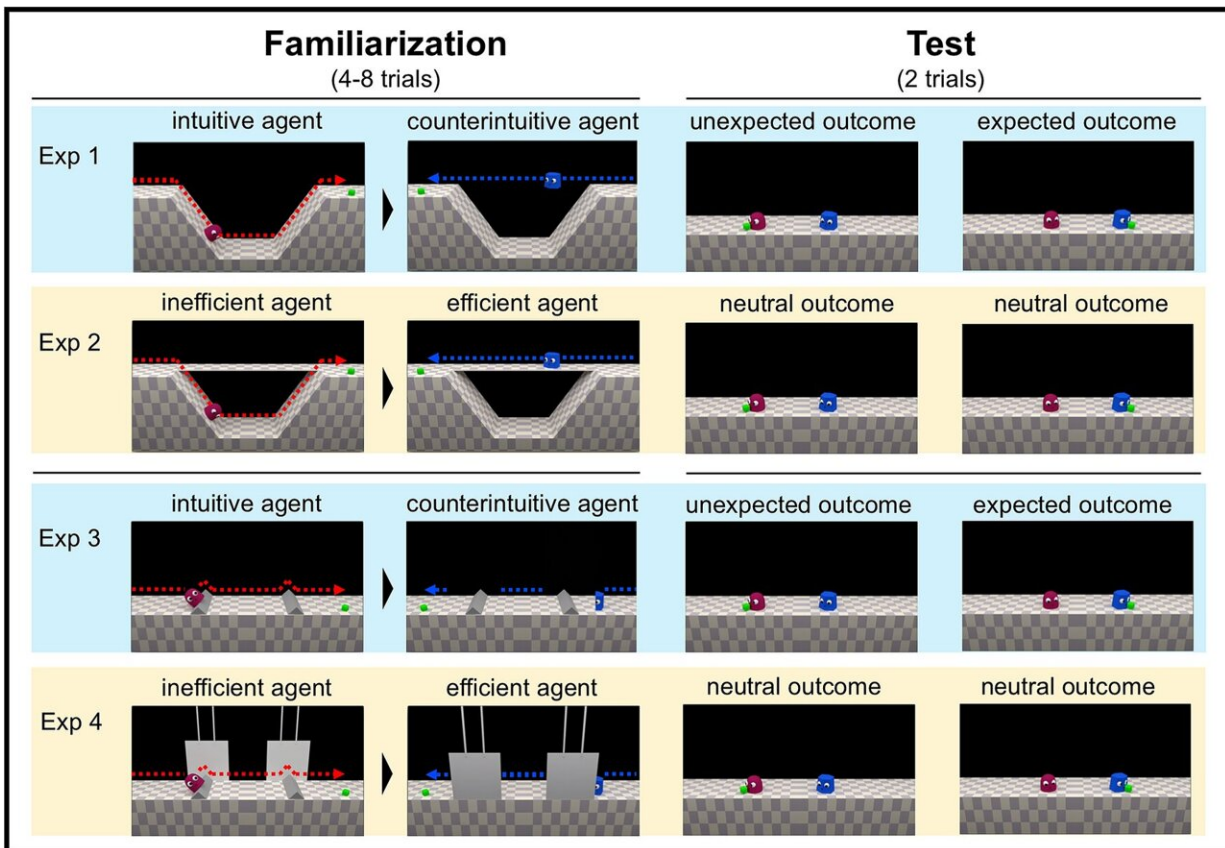 Familiarization
(4-8 trials)
Test
(2 trials)
intuitive agent
counterintuitive agent
unexpected outcome
expected outcome
Exp 1
inefficient agent
efficient agent
neutral outcome
neutral outcome
Exp 2
intuitive agent
counterintuitive agent
unexpected outcome
expected outcome
Exp 3
inefficient agent
efficient agent
neutral outcome
neutral outcome
Exp 4